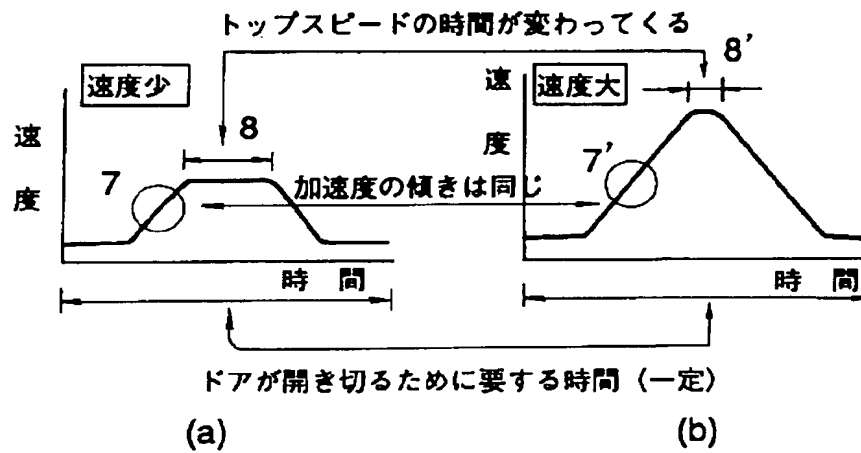 トップスピードの時間が変わってくる
速度少
速度
8
7
時 間
速度大
速度
8'
7'
時 間
加速度の傾きは同じ
ドアが開き切るために要する時間（一定）
(a)
(b)